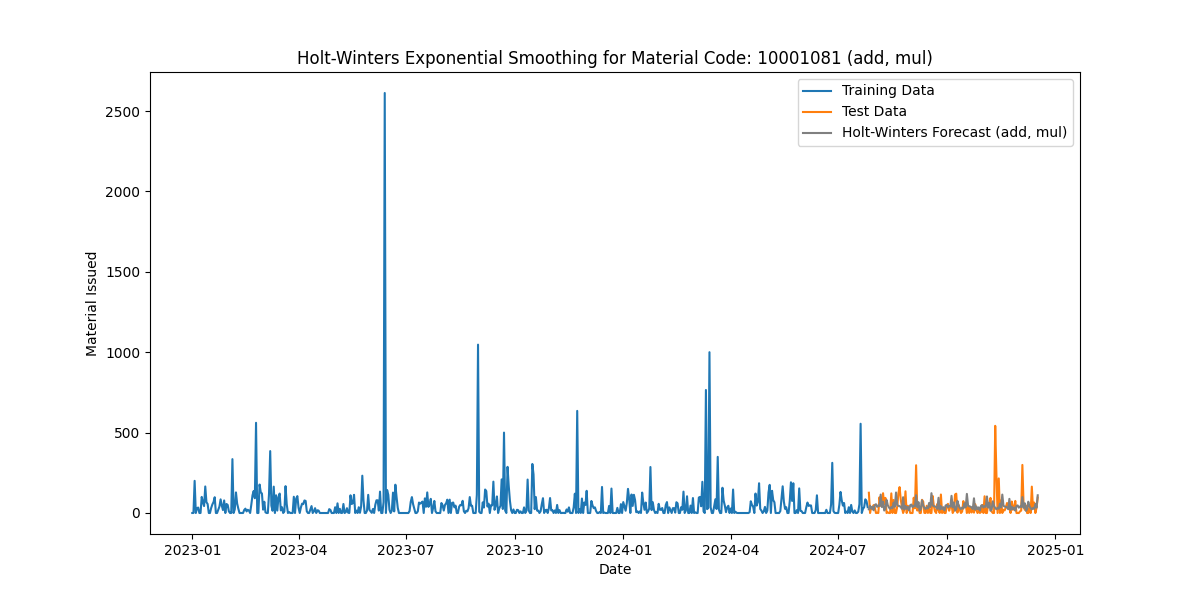 Holt-Winters Exponential Smoothing for Material Code: 10001081 (add, mul)
Training Data
Test Data
Holt-Winters Forecast (add, mul)
Material Issued
2500
2000
1500
1000
500
0
2023-01 2023-04 2023-07 2023-10 2024-01 2024-04 2024-07 2024-10 2025-01
Date